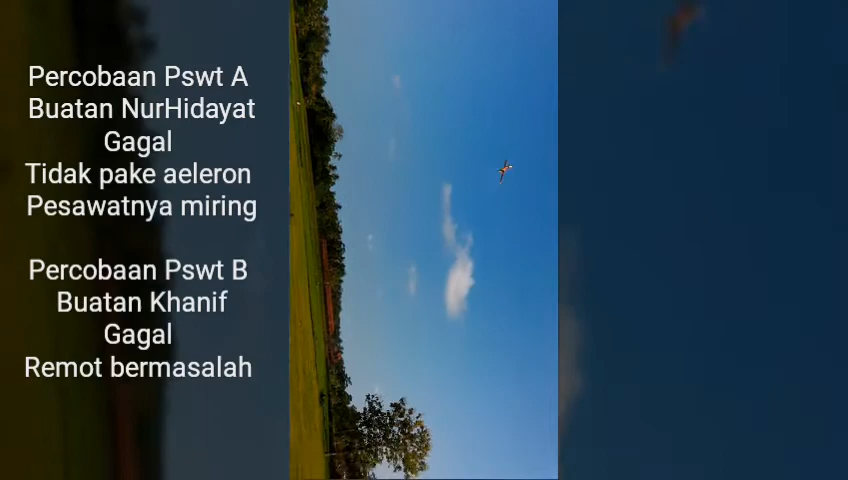 Percobaan Pswt A
Buatan NurHidayat
Gagal
Tidak pake aeleron
Pesawatnya miring
Percobaan Pswt B
Buatan Khanif
Gagal
Remot bermasalah